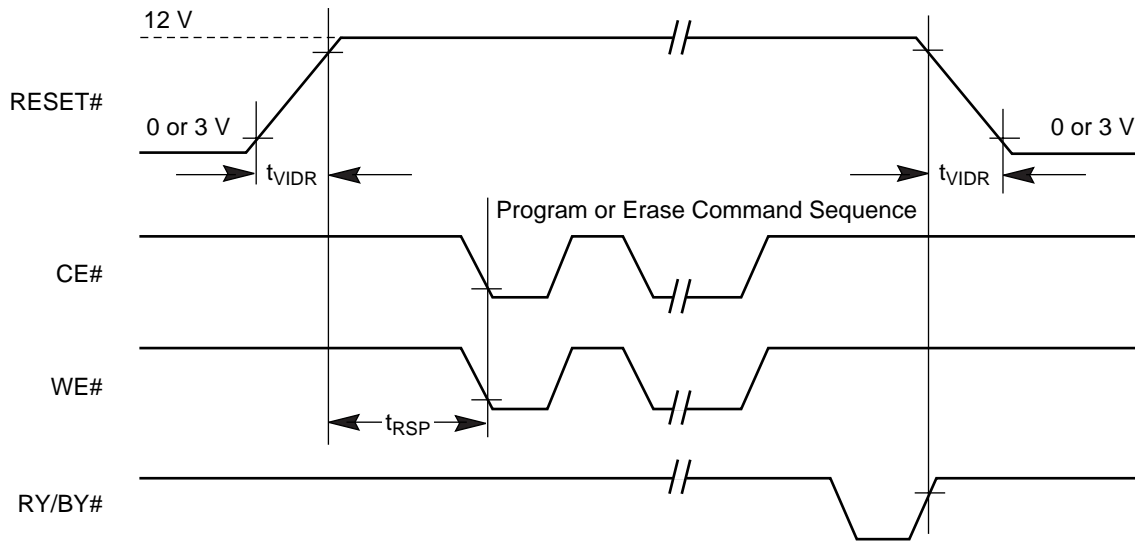 12 V
RESET#
0 or 3 V
0 or 3 V
tVIDR
tVIDR
Program or Erase Command Sequence
CE#
WE#
tRSP
RY/BY#